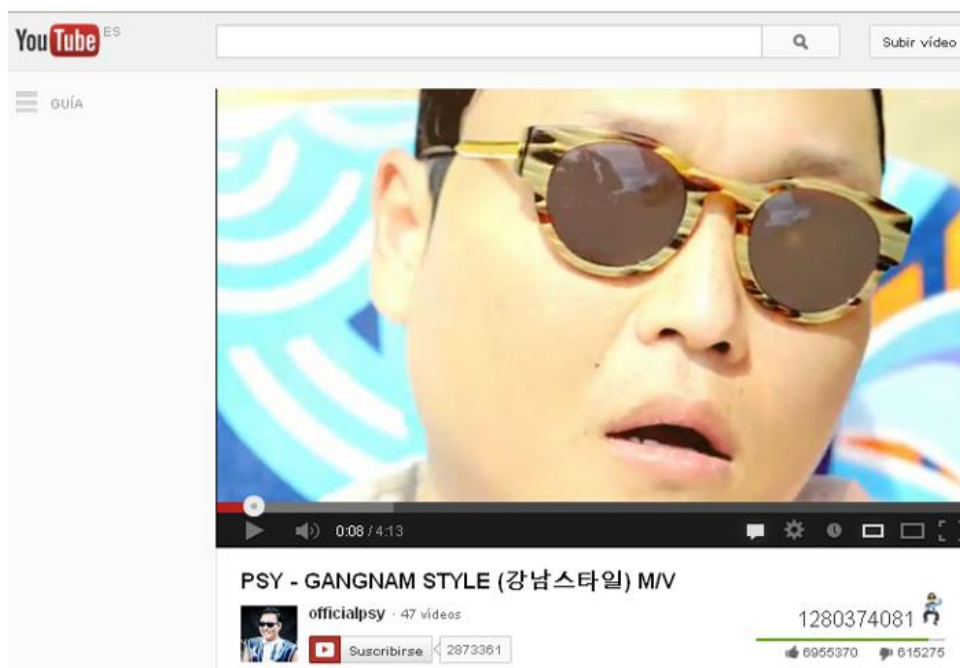 YouTube ES
Subir vídeo
GUÍA
0:08 / 4:13
PSY - GANGNAM STYLE (강남스타일) M/V
officialpsy · 47 vídeos
1280374081
Suscribirse 2873361
6955370 615275